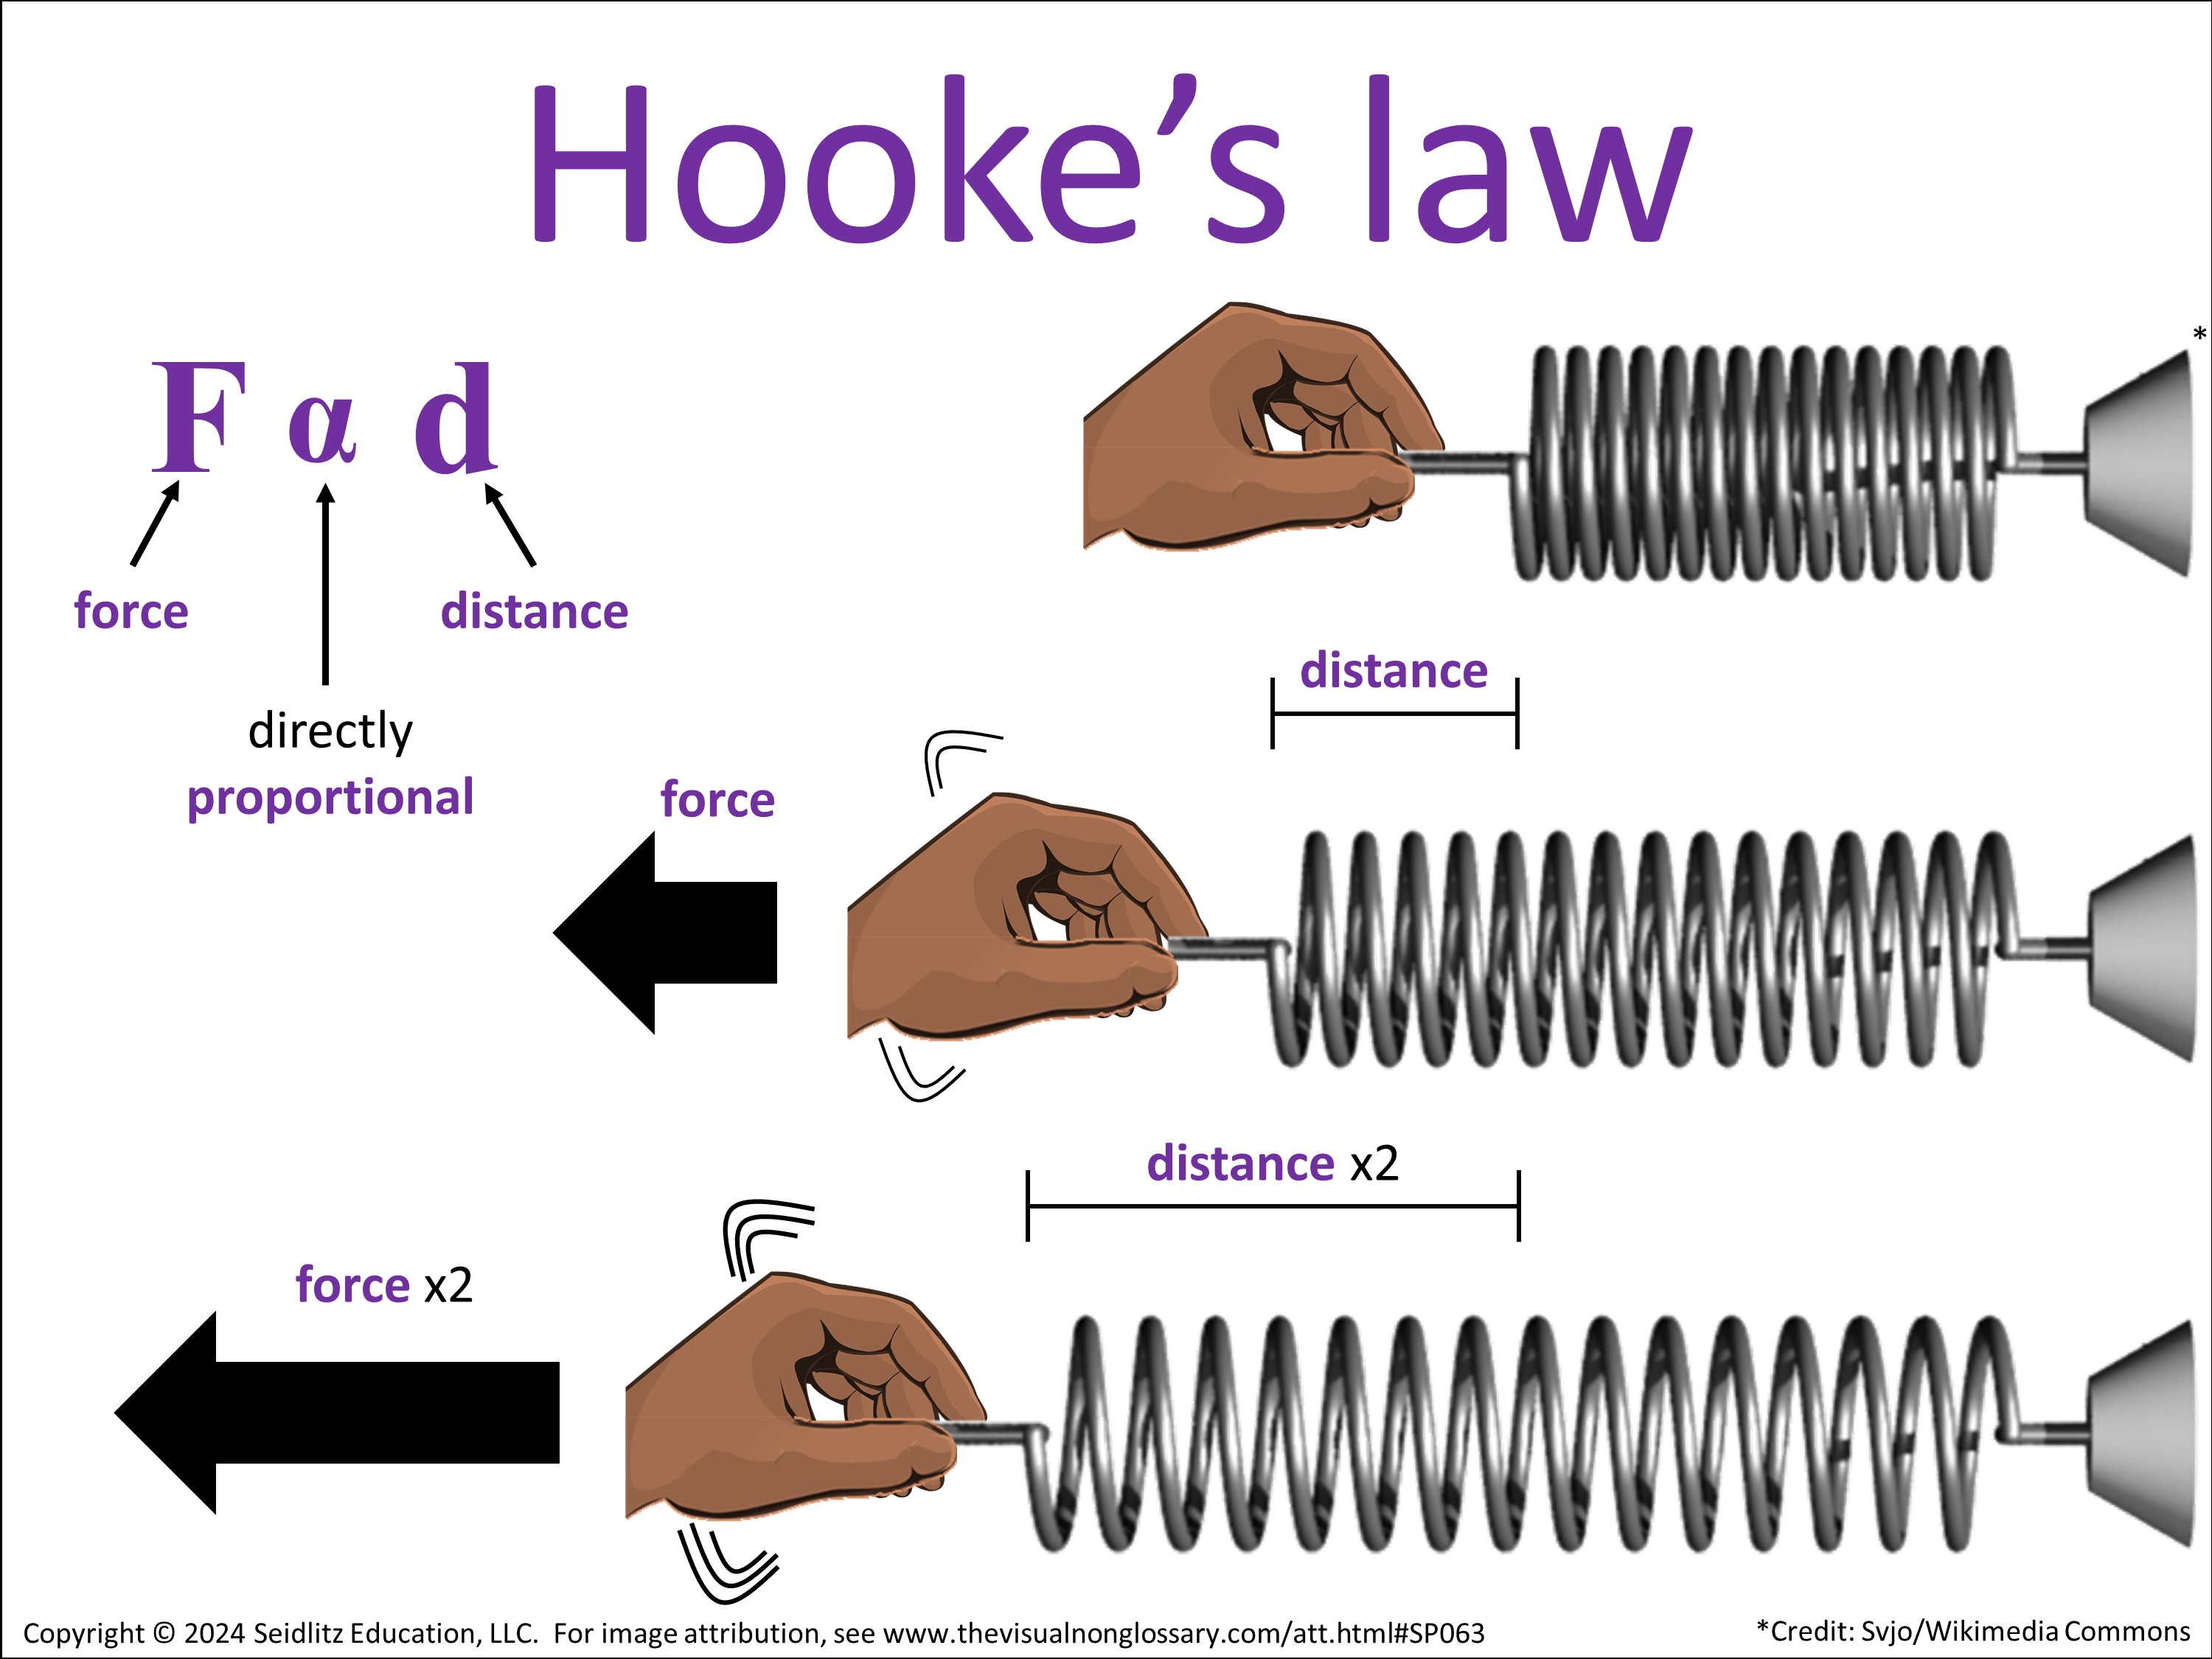 Hooke’s law
*
F α d
force
distance
directly
proportional
distance
force
distance x2
force x2
Copyright © 2024 Seidlitz Education, LLC.  For image attribution, see www.thevisualnonglossary.com/att.html#SP063
*Credit: Svjo/Wikimedia Commons